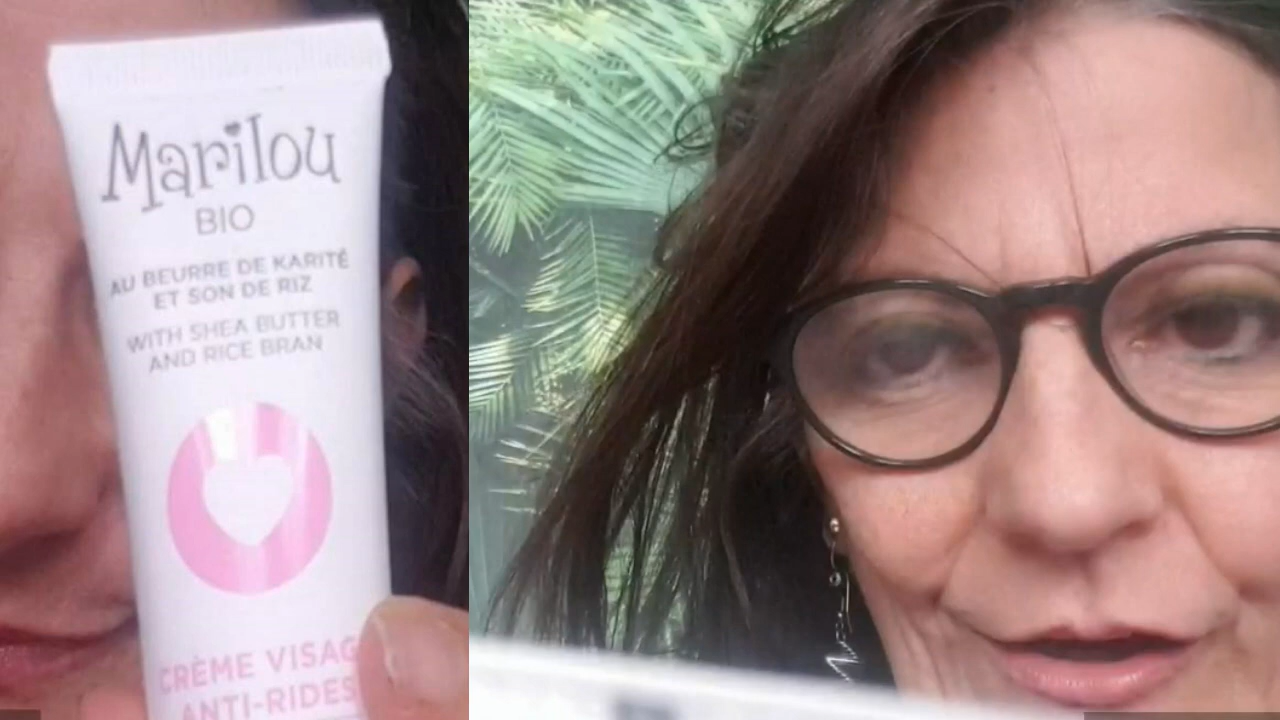 Marilou
BIO
AU BEURRE DE KARITÉ
ET SON DE RIZ
WITH SHEA BUTTER
AND RICE BRAN
CRÈME VISAG
ANTI-RIDES